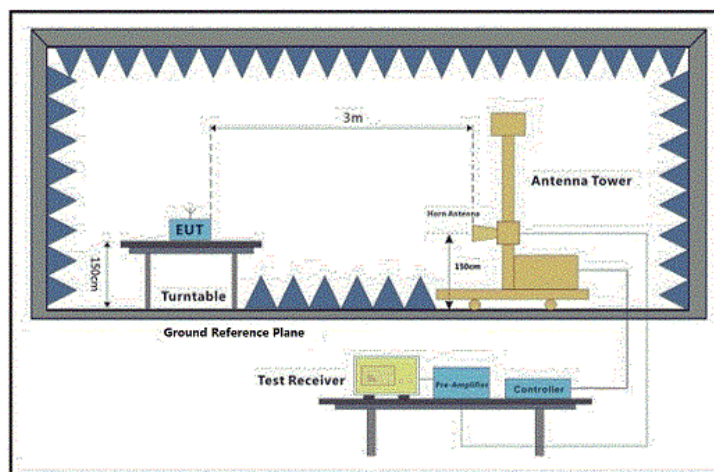 3m
Antenna Tower
Horn Antenna
EUT
150cm
150cm
Turntable
Ground Reference Plane
Test Receiver
Pre-Amplifier
Controller